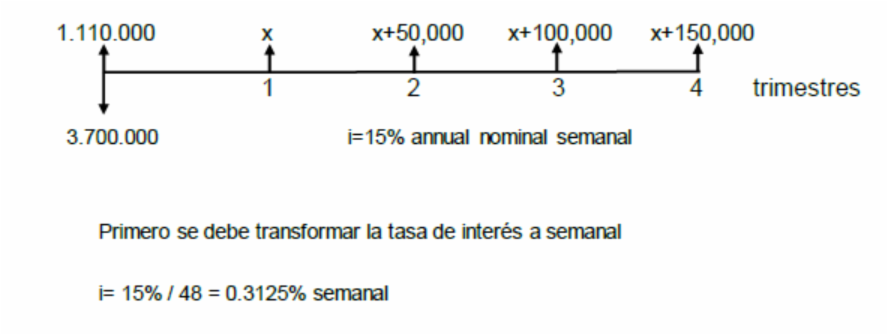 1.110.000 x x+50,000 x+100,000 x+150,000
1 2 3 4 trimestres
3.700.000 i=15% annual nominal semanal
Primero se debe transformar la tasa de interés a semanal
i= 15% / 48 = 0.3125% semanal